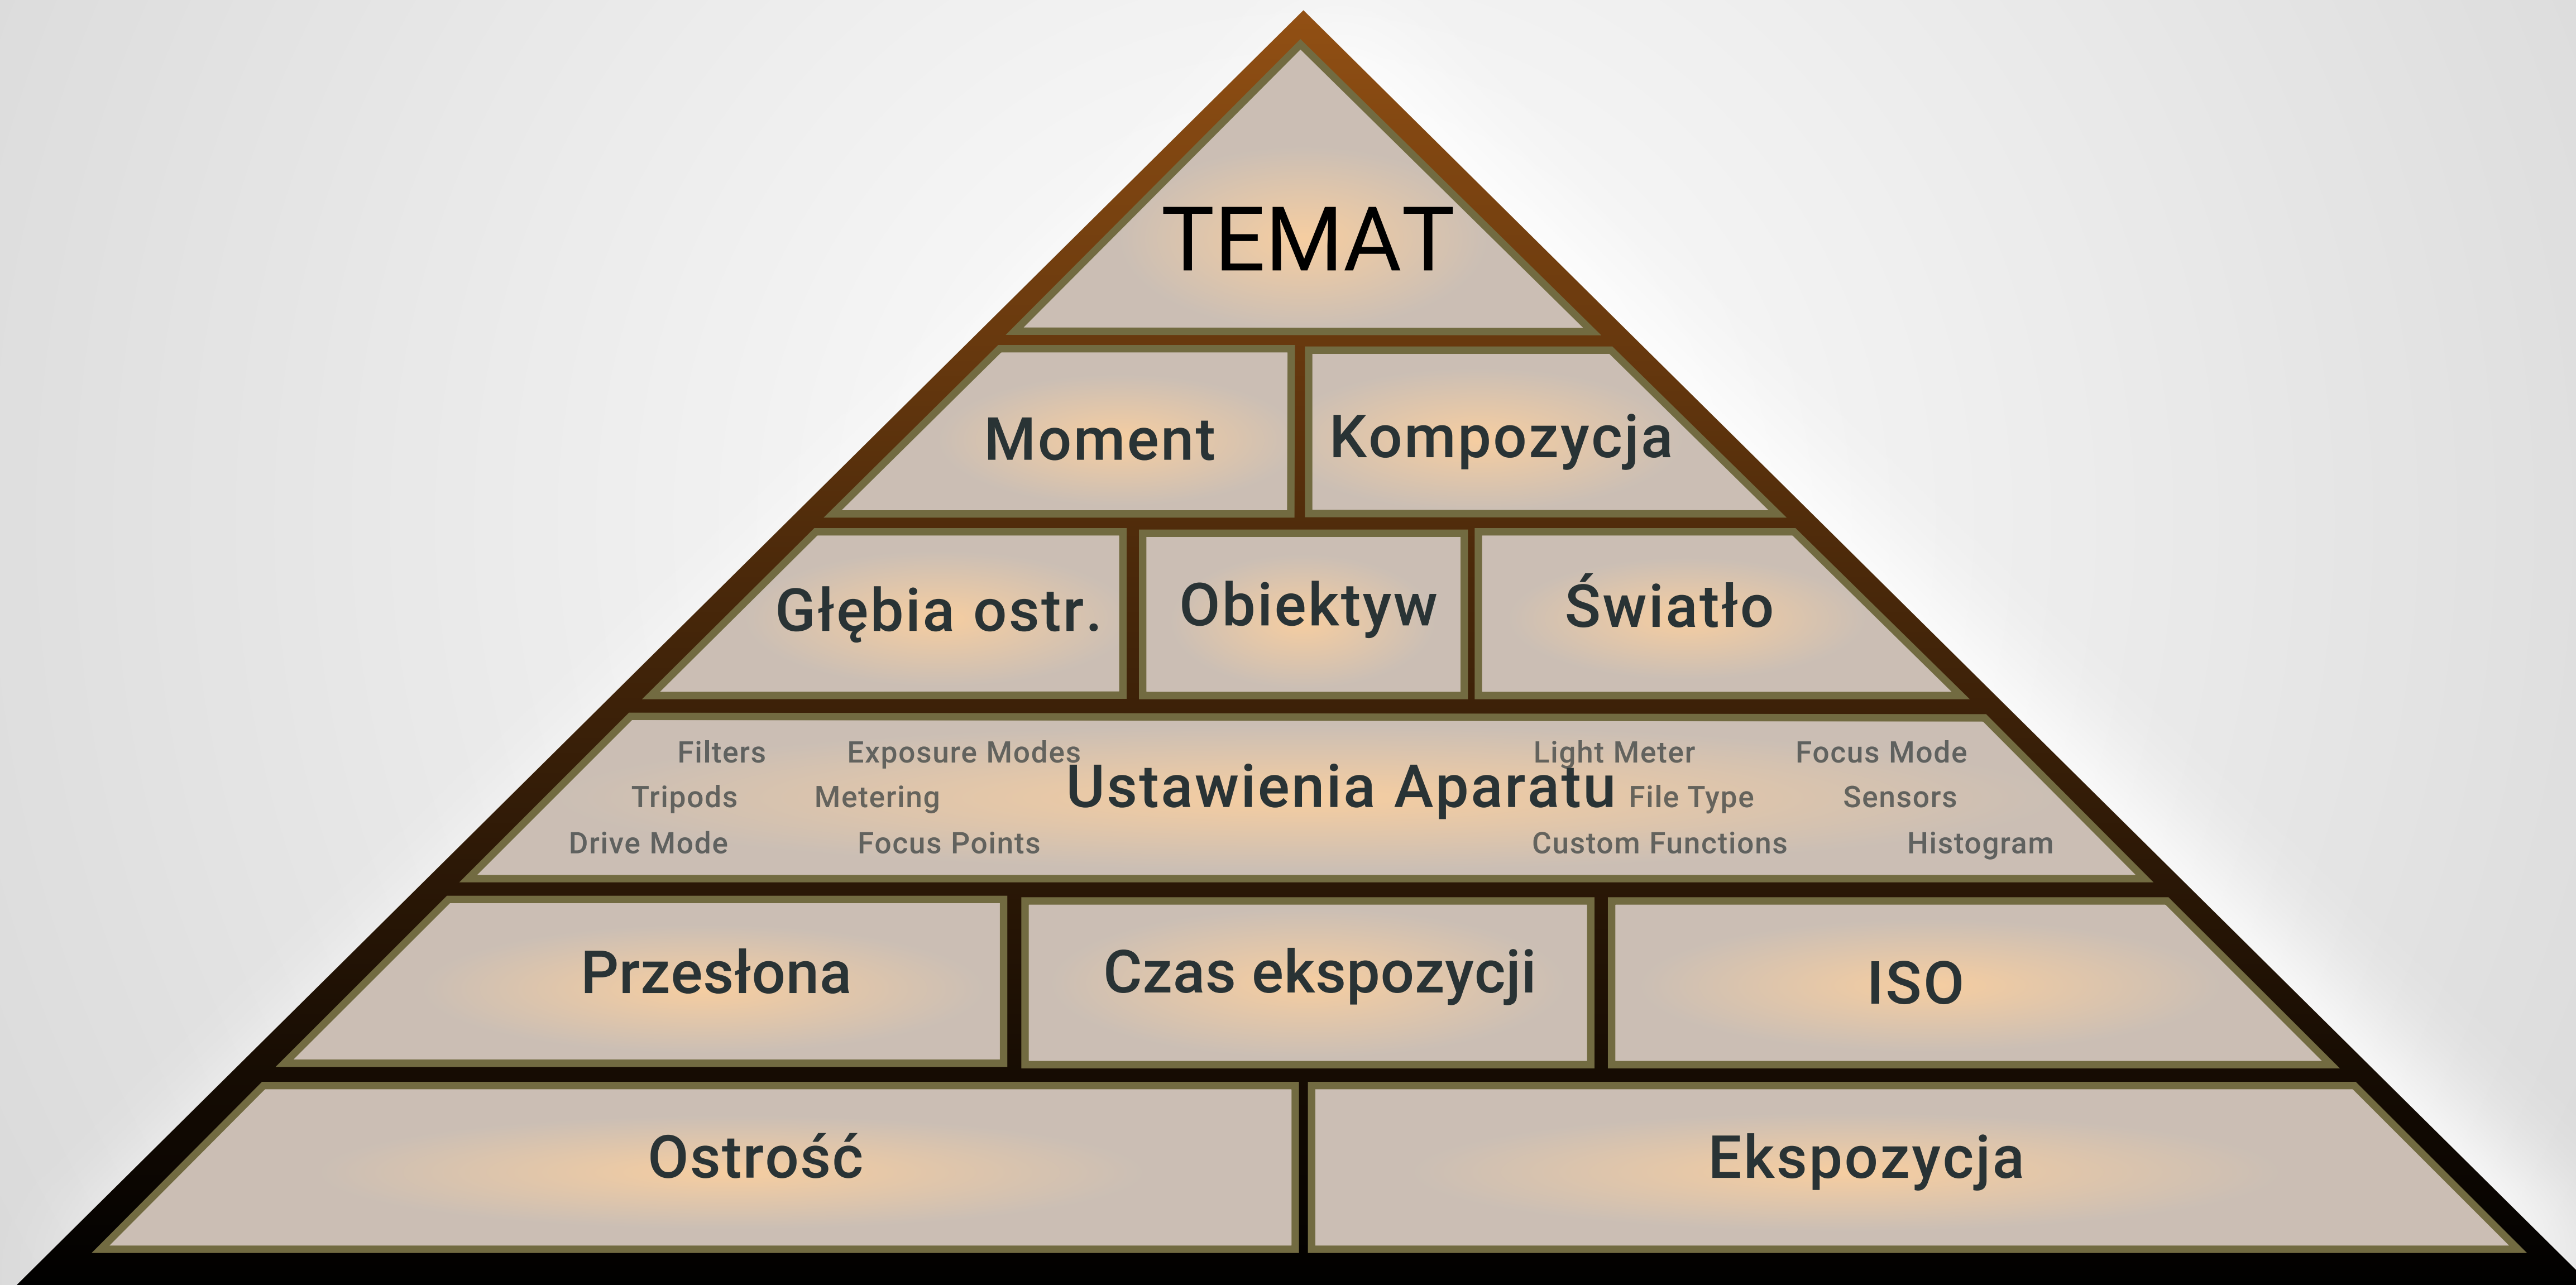 TEMAT
Moment
Kompozycja
Głębia ostr.
Obiektyw
Światło
Filters
Exposure Modes
Light Meter
Focus Mode
Tripods
Metering
Ustawienia Aparatu
File Type
Sensors
Drive Mode
Focus Points
Custom Functions
Histogram
Przesłona
Czas ekspozycji
ISO
Ostrość
Ekspozycja